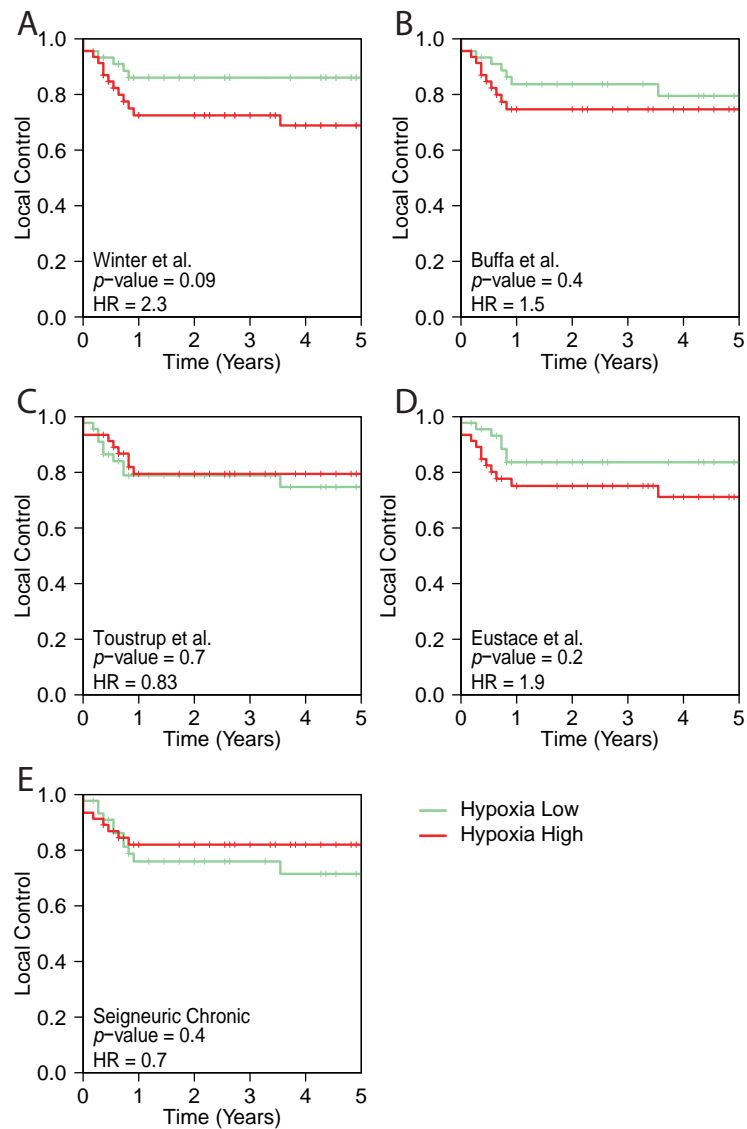 A
1.0
0.8
0.6
0.4
0.2
0.0
Local Control
Winter et al.
p−value = 0.09
HR = 2.3
0 1 2 3 4 5
Time (Years)
B
1.0
0.8
0.6
0.4
0.2
0.0
Local Control
Buffa et al.
p−value = 0.4
HR = 1.5
0 1 2 3 4 5
Time (Years)
C
1.0
0.8
0.6
0.4
0.2
0.0
Local Control
Toustrup et al.
p−value = 0.7
HR = 0.83
0 1 2 3 4 5
Time (Years)
D
1.0
0.8
0.6
0.4
0.2
0.0
Local Control
Eustace et al.
p−value = 0.2
HR = 1.9
0 1 2 3 4 5
Time (Years)
E
1.0
0.8
0.6
0.4
0.2
0.0
Local Control
Seigneuric Chronic
p−value = 0.4
HR = 0.7
0 1 2 3 4 5
Time (Years)
Hypoxia Low
Hypoxia High